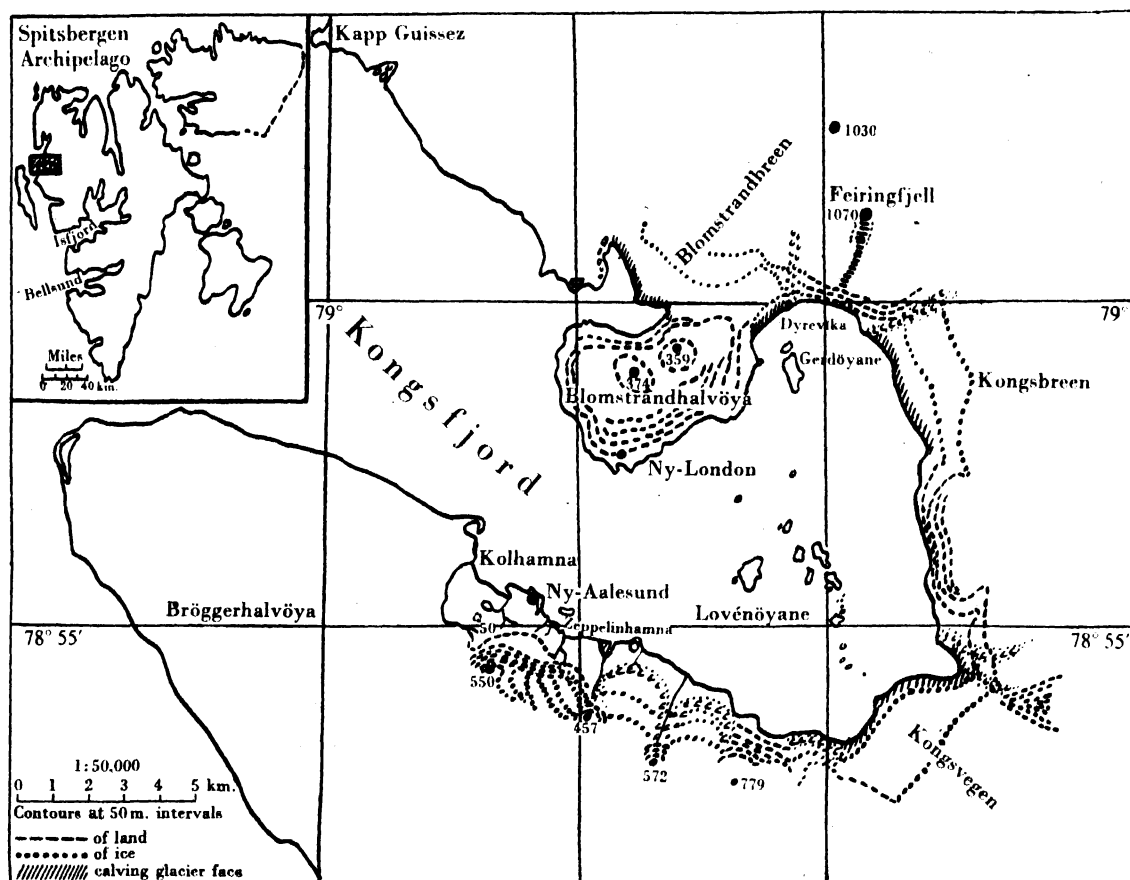 Spitsbergen
Archipelago
Isfjord
Bellsund
Miles
0 20 40 km.
Kapp Guissez
1030
Feiringfjell
1070
Blomstrandbreen
79°
79°
Kongsfjord
Dyrevika
Gerdöyane
359
374
Kongsbreen
Blomstrandhalvöya
Ny-London
Kolhamna
Ny-Aalesund
Bröggerhalvöya
Lovénöyane
Zeppelinhamna
50
78° 55'
78° 55'
550
457
572
779
Kongsvegen
1:50,000
0 1 2 3 4 5 km.
Contours at 50 m. intervals
of land
of ice
calving glacier face